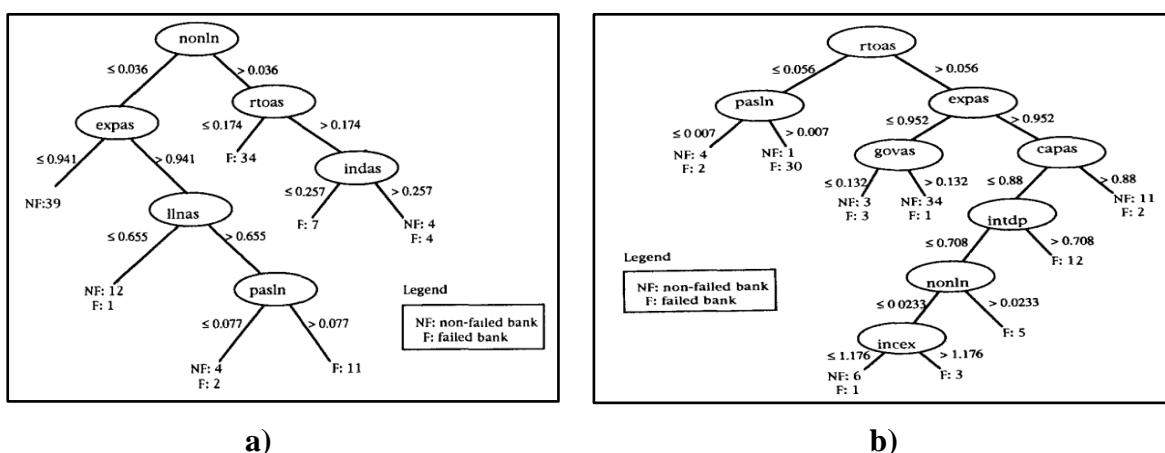 nonln
≤ 0.036
> 0.036
expas
rtoas
≤ 0.941
> 0.941
≤ 0.174
> 0.174
NF:39
F: 34
llnas
indas
≤ 0.655
> 0.655
≤ 0.257
> 0.257
NF: 12
F: 1
pasln
F: 7
NF: 4
F: 4
≤ 0.077
> 0.077
NF: 4
F: 2
F: 11
Legend
NF: non-failed bank
F: failed bank
a)
rtoas
≤ 0.056
> 0.056
pasln
expas
≤ 0 007
> 0.007
≤ 0.952
> 0.952
NF: 4
F: 2
NF: 1
F: 30
govas
capas
≤ 0.132
> 0.132
≤ 0.88
> 0.88
NF: 3
F: 3
NF: 34
F: 1
intdp
NF: 11
F: 2
≤ 0.708
> 0.708
nonln
F: 12
≤ 0 0233
> 0.0233
incex
F: 5
≤ 1.176
> 1.176
NF: 6
F: 1
F: 3
Legend
NF: non-failed bank
F: failed bank
b)